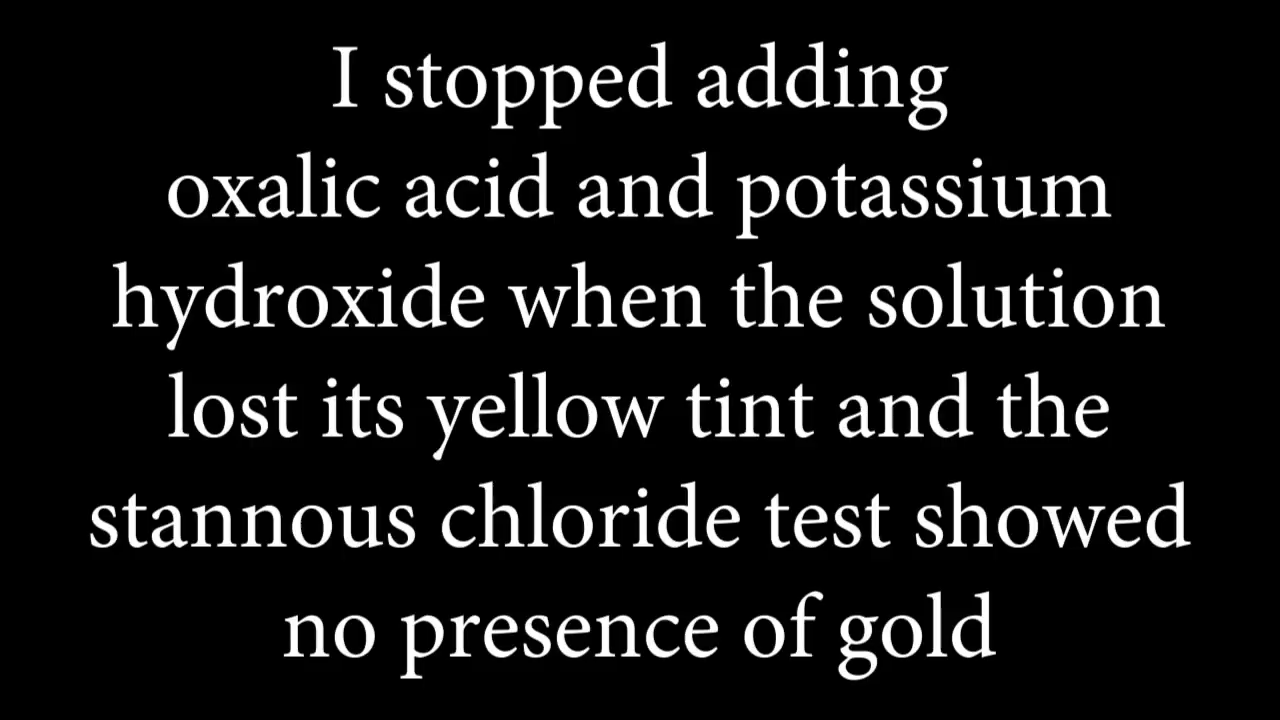 I stopped adding
oxalic acid and potassium
hydroxide when the solution
lost its yellow tint and the
stannous chloride test showed
no presence of gold